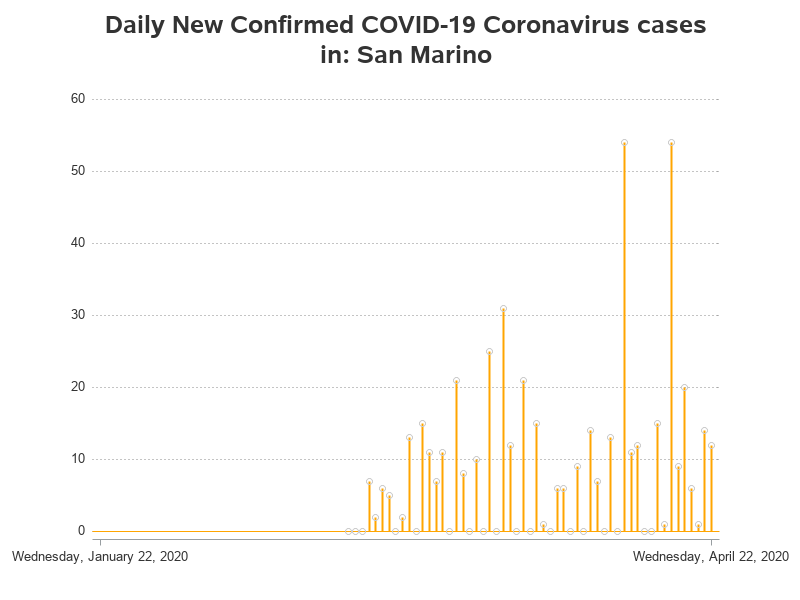 Daily New Confirmed COVID-19 Coronavirus cases
in: San Marino
60
50
40
30
20
10
0
Wednesday, January 22, 2020
Wednesday, April 22, 2020